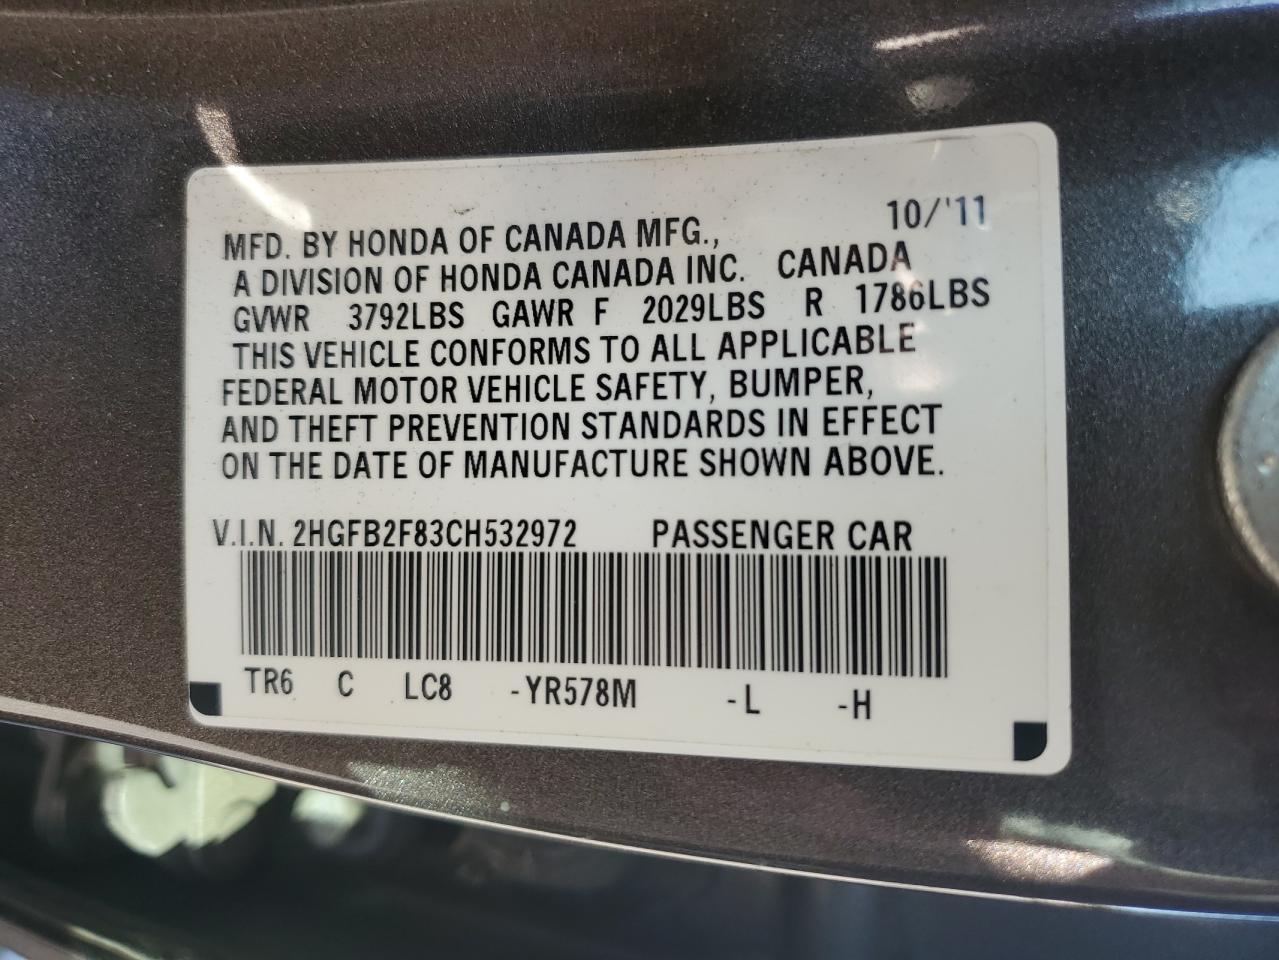 10/'11
MFD. BY HONDA OF CANADA MFG.,
A DIVISION OF HONDA CANADA INC. CANADA
GVWR 3792LBS GAWR F 2029LBS R 1786LBS
THIS VEHICLE CONFORMS TO ALL APPLICABLE
FEDERAL MOTOR VEHICLE SAFETY, BUMPER,
AND THEFT PREVENTION STANDARDS IN EFFECT
ON THE DATE OF MANUFACTURE SHOWN ABOVE.
V.I.N. 2HGFB2F83CH532972 PASSENGER CAR
TR6 C LC8 -YR578M -L -H